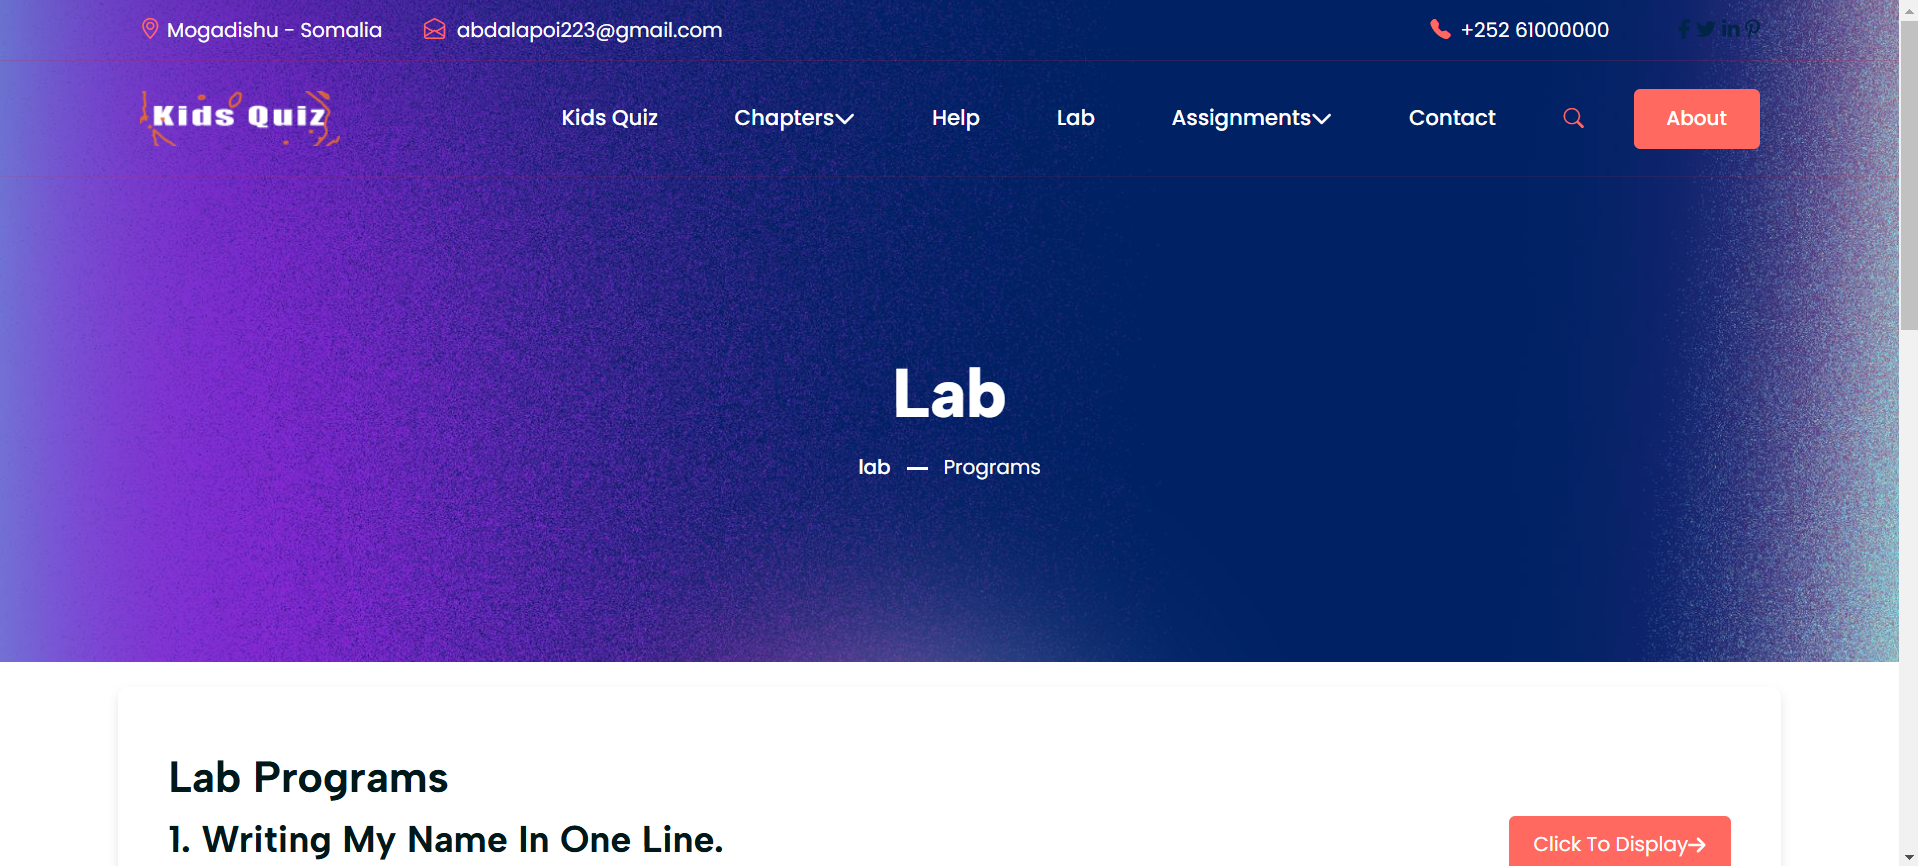 Mogadishu - Somalia
abdalapoi223@gmail.com
+252 61000000
Kids Quiz
Kids Quiz
Chapters
Help
Lab
Assignments
Contact
About
Lab
lab — Programs
Lab Programs
1. Writing My Name In One Line.
Click To Display